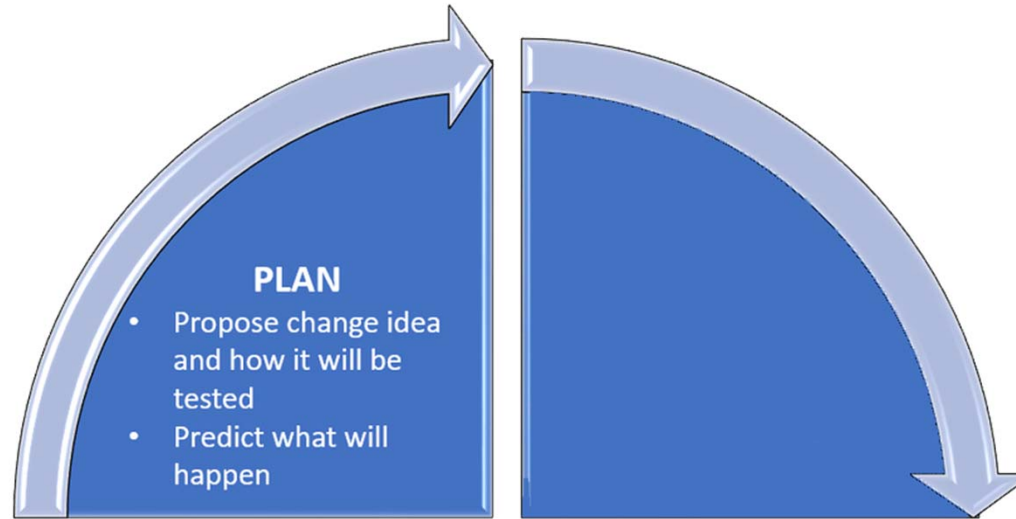 PLAN
• Propose change idea
and how it will be
tested
• Predict what will
happen